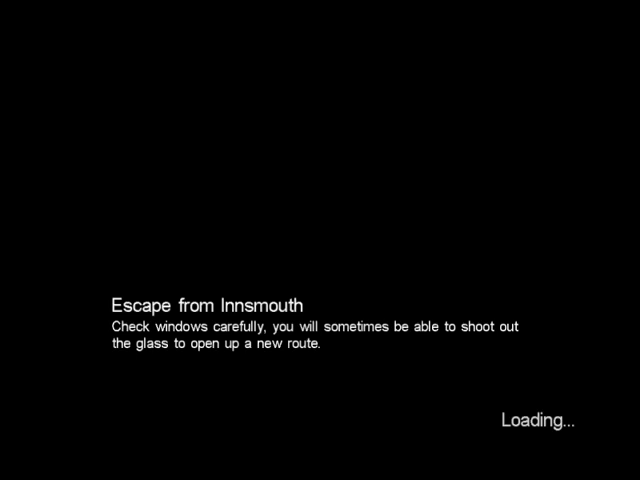 Escape from Innsmouth
Check windows carefully, you will sometimes be able to shoot out
the glass to open up a new route.
Loading...